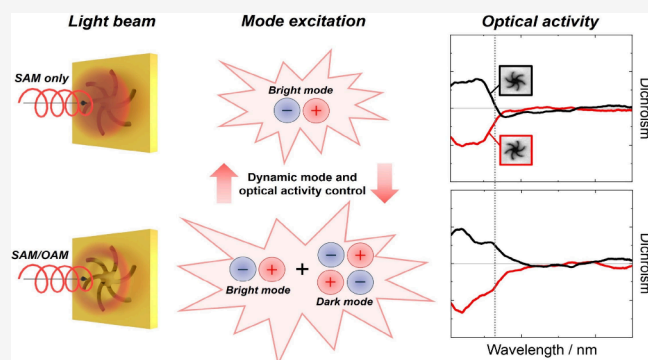 Light beam
Mode excitation
Optical activity
SAM only
Bright mode
− +
Dichroism
Dynamic mode and
optical activity control
SAM/OAM
− +
Bright mode
+
− +
+ −
Dark mode
Dichroism
Wavelength / nm